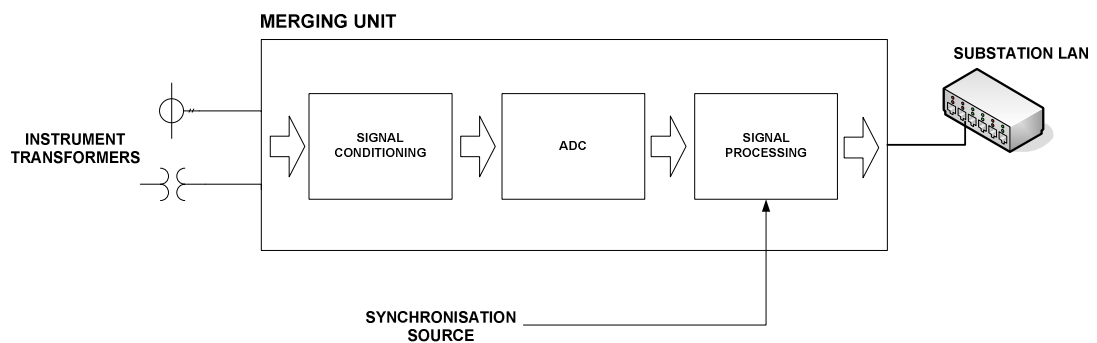 MERGING UNIT
SUBSTATION LAN
INSTRUMENT
TRANSFORMERS
SIGNAL
CONDITIONING
ADC
SIGNAL
PROCESSING
SYNCHRONISATION
SOURCE